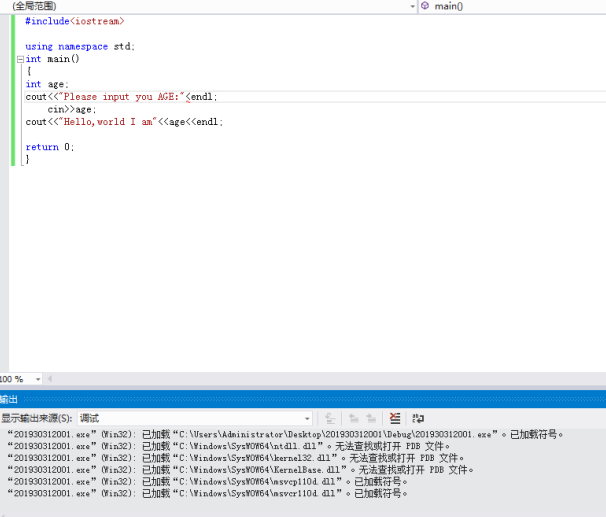 (全局范围) main()
#include<iostream>
using namespace std;
int main()
{
int age;
cout<<"Please input you AGE:"<endl;
cin>>age;
cout<<"Hello,world I am"<<age<<endl;
return 0;
}
100 %
输出
显示输出来源(S): 调试
“201930312001.exe”(Win32): 已加载“C:\Users\Administrator\Desktop\201930312001\Debug\201930312001.exe”。已加载符号。
“201930312001.exe”(Win32): 已加载“C:\Windows\SysWOW64\ntdll.dll”。无法查找或打开 PDB 文件。
“201930312001.exe”(Win32): 已加载“C:\Windows\SysWOW64\kernel32.dll”。无法查找或打开 PDB 文件。
“201930312001.exe”(Win32): 已加载“C:\Windows\SysWOW64\KernelBase.dll”。无法查找或打开 PDB 文件。
“201930312001.exe”(Win32): 已加载“C:\Windows\SysWOW64\msvcp110d.dll”。已加载符号。
“201930312001.exe”(Win32): 已加载“C:\Windows\SysWOW64\msvcr110d.dll”。已加载符号。